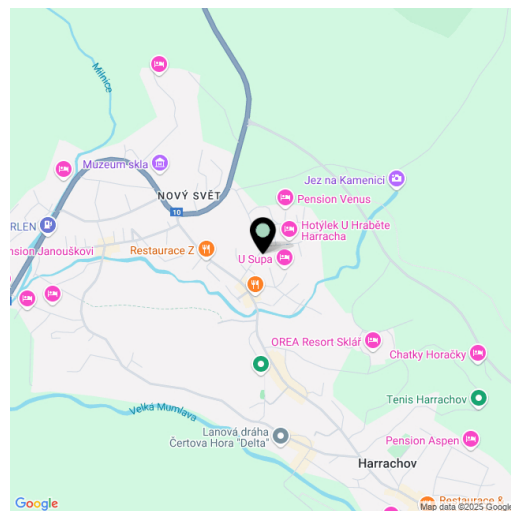 Milnice
Muzeum skla
Jez na Kamenici
NOVÝ SVĚT
Pension Venus
10
RLEN
Hotýlek U Hraběte
Harracha
nsion Janouškovi
Restaurace Z
U Supa
OREA Resort Sklář
Chatky Horačky
Tenis Harrachov
Velká Mumlava
Lanová dráha
Čertova Hora "Delta"
Pension Aspen
Harrachov
Restaurace &
Google
Map data ©2025 Google